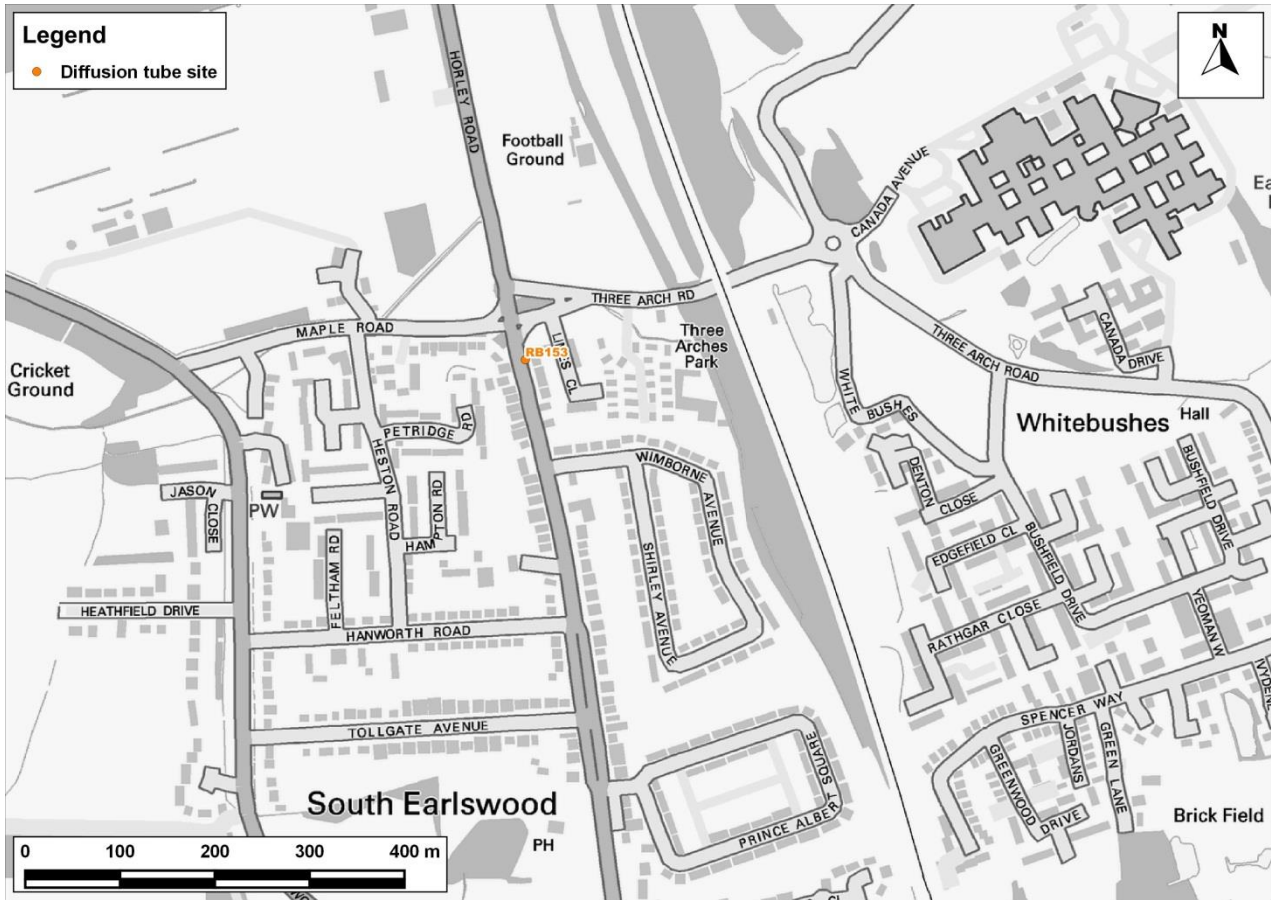 Legend
Diffusion tube site
N
HORLEY ROAD
Football
Ground
CANADA AVENUE
THREE ARCH RD
MAPLE ROAD
RB153
Three
Arches
Park
Cricket
Ground
CANADA DRIVE
THREE ARCH ROAD
WHITE BUSHES
Whitebushes
Hall
PETRIDGE RD
HESTON ROAD
WIMBORNE AVENUE
BUSHFIELD DRIVE
DENTON CLOSE
JASON CLOSE
PW
HAMPTON RD
FELTHAM RD
SHIRLEY AVENUE
EDGEFIELD CL
BUSHFIELD DRIVE
HEATHFIELD DRIVE
HANWORTH ROAD
RATHGAR CLOSE
YEOMAN W
SPENCER WAY
TOLLGATE AVENUE
JORDANS
GREEN LANE
GREENWOOD DRIVE
PRINCE ALBERT SQUARE
South Earlswood
Brick Field
PH
0 100 200 300 400 m